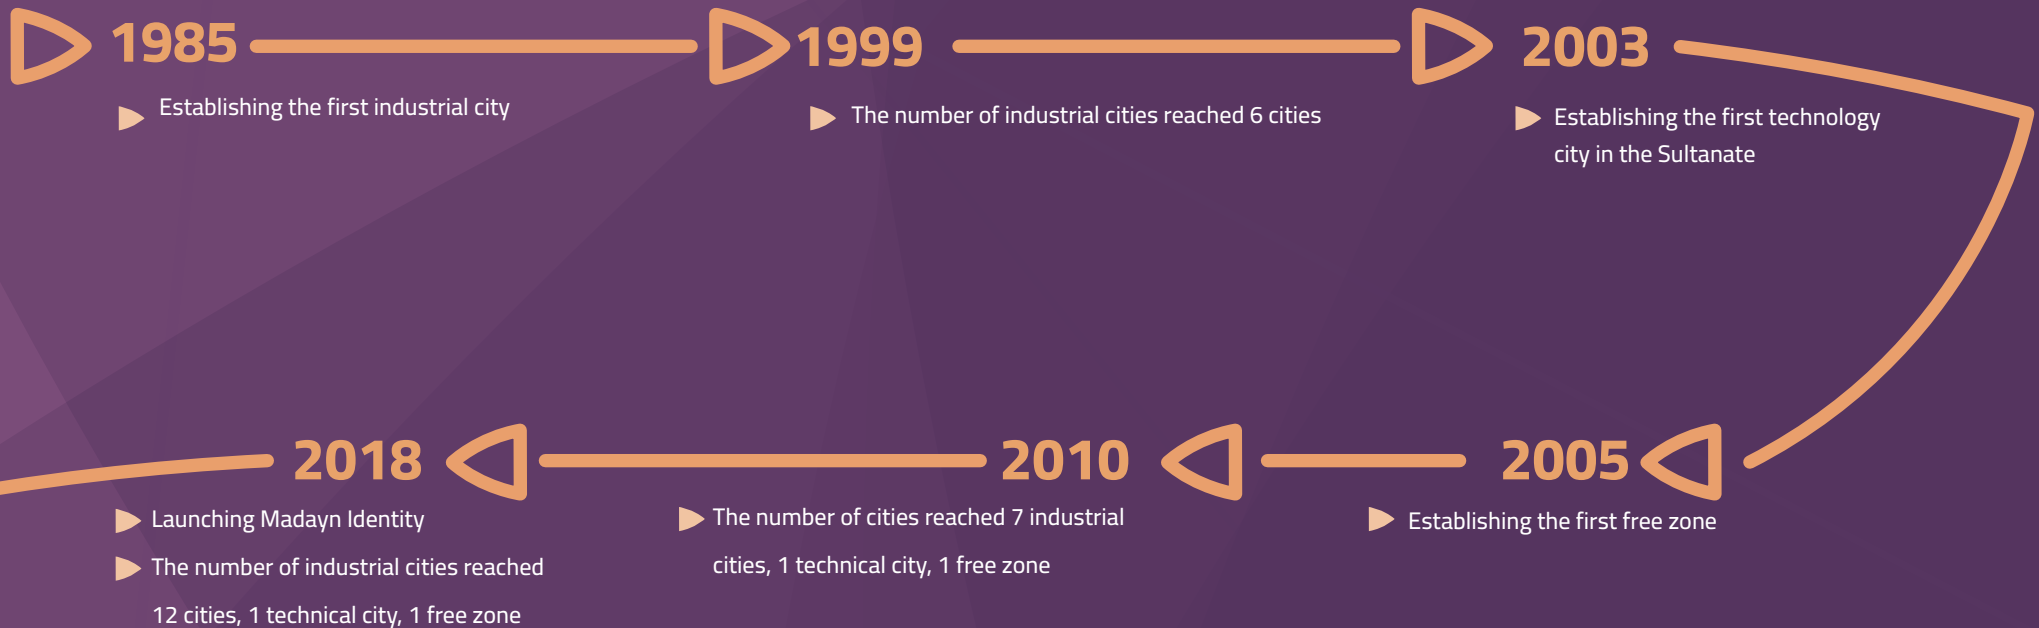 1985
Establishing the first industrial city
1999
The number of industrial cities reached 6 cities
2003
Establishing the first technology
city in the Sultanate
2005
Establishing the first free zone
2010
The number of cities reached 7 industrial
cities, 1 technical city, 1 free zone
2018
Launching Madayn Identity
The number of industrial cities reached
12 cities, 1 technical city, 1 free zone